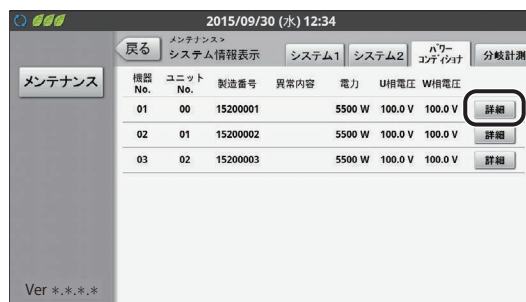 2015/09/30 (水) 12:34
戻る
メンテナンス >
システム情報表示
システム1
システム2
パワー
コンディショナ
分岐計測
メンテナンス
機器 ユニット 製造番号 異常内容 電力 U相電圧 W相電圧
No. No.
01 00 15200001 5500 W 100.0 V 100.0 V 詳細
02 01 15200002 5500 W 100.0 V 100.0 V 詳細
03 02 15200003 5500 W 100.0 V 100.0 V 詳細
Ver *.*.*.*